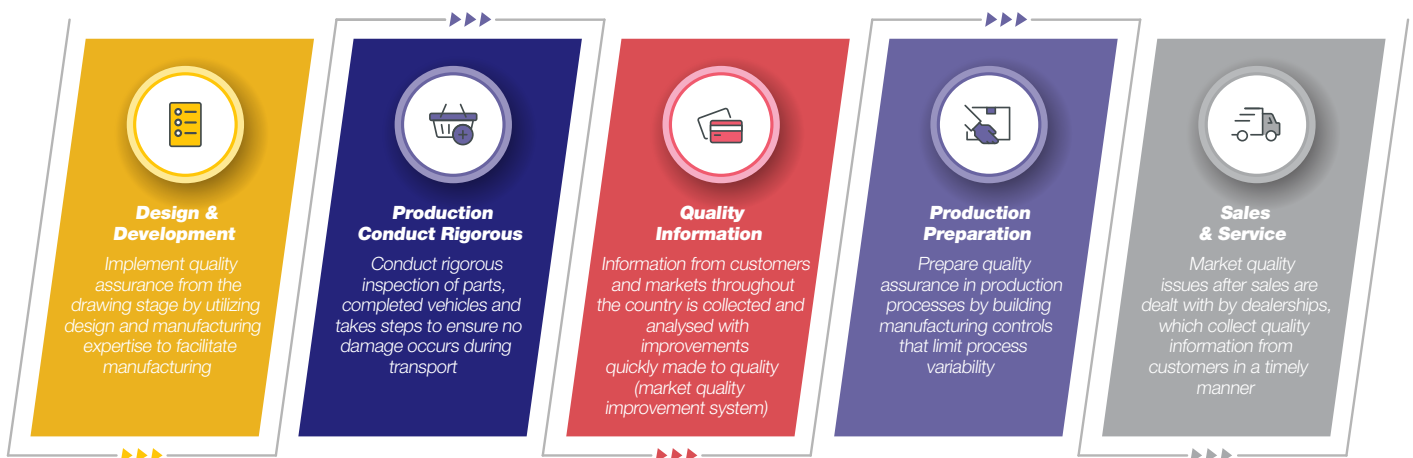 Design &
Development
Implement quality
assurance from the
drawing stage by utilizing
design and manufacturing
expertise to facilitate
manufacturing
Production
Conduct Rigorous
Conduct rigorous
inspection of parts,
completed vehicles and
takes steps to ensure no
damage occurs during
transport
Quality
Information
Information from customers
and markets throughout
the country is collected and
analysed with
improvements
quickly made to quality
(market quality
improvement system)
Production
Preparation
Prepare quality
assurance in production
processes by building
manufacturing controls
that limit process
variability
Sales
& Service
Market quality
issues after sales are
dealt with by dealerships,
which collect quality
information from
customers in a timely
manner